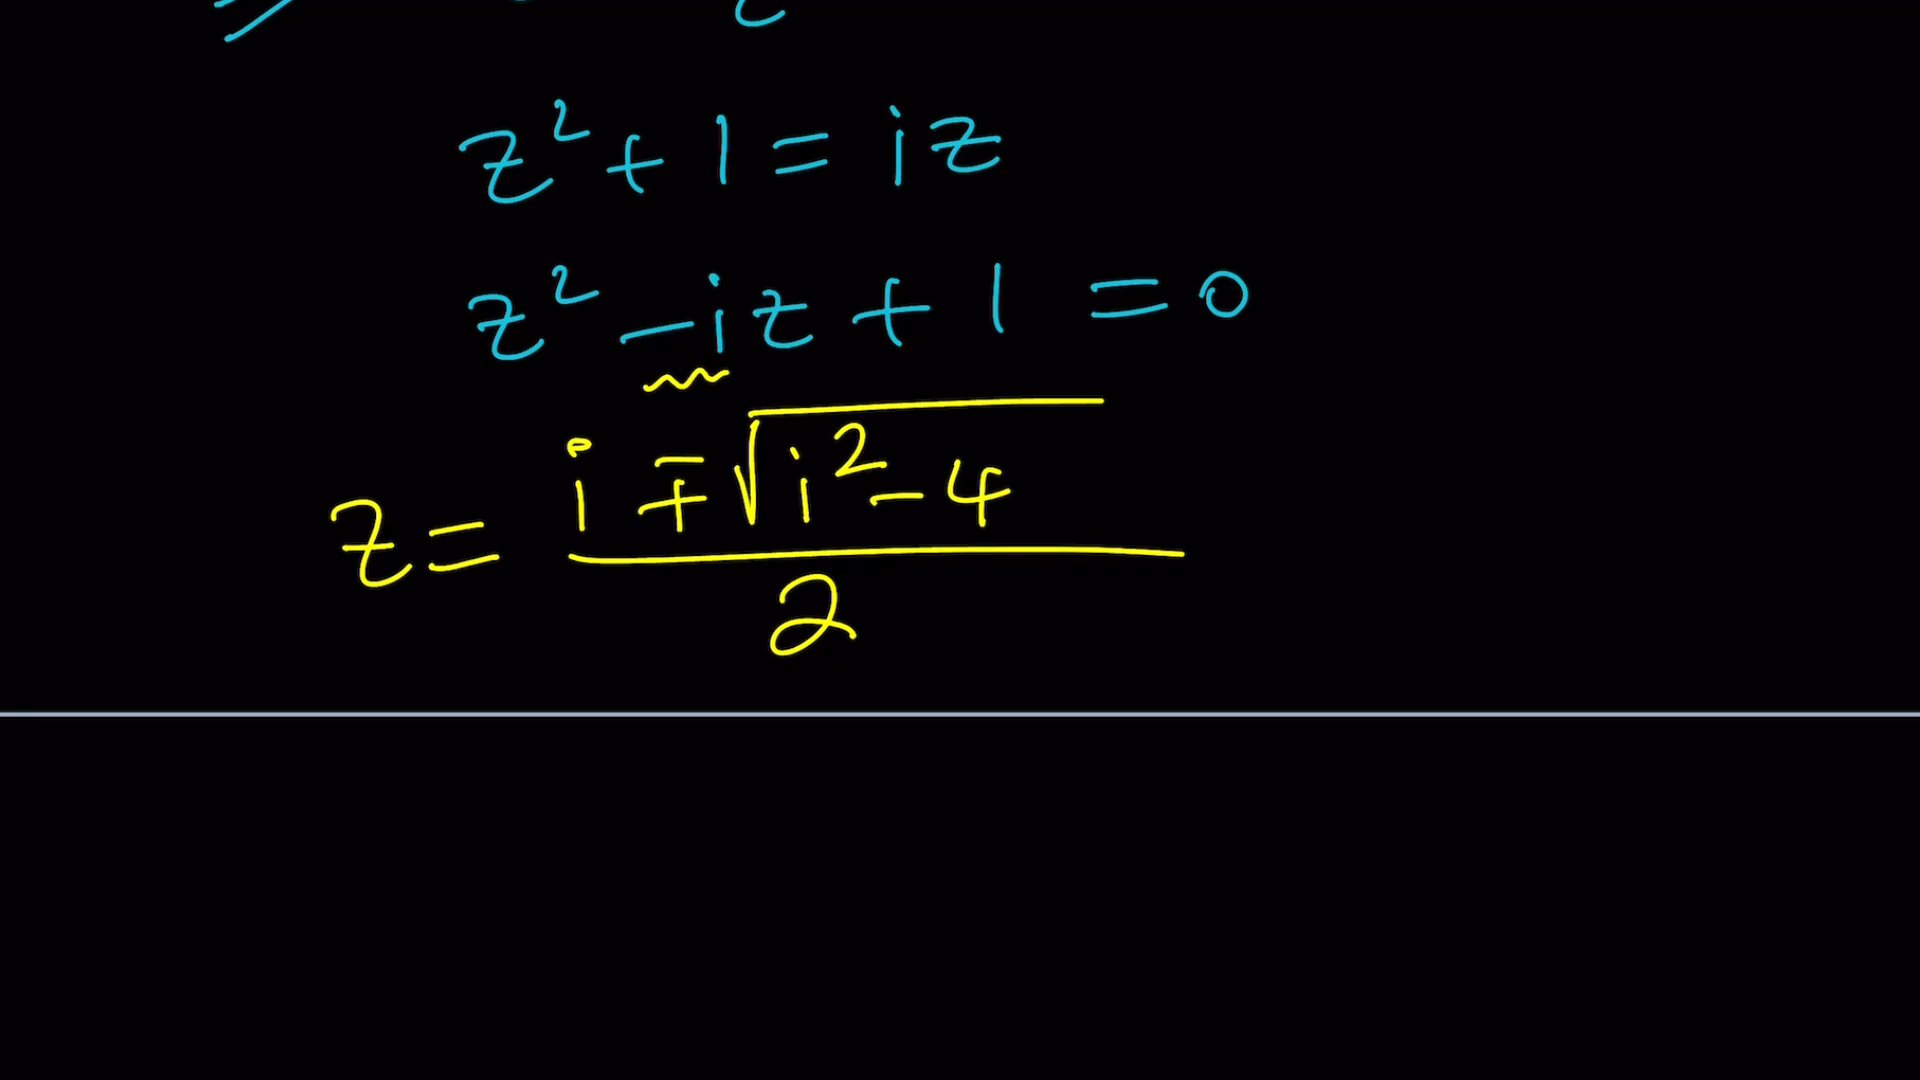 z² + 1 = iz
z² - iz + 1 = 0
z = (i ∓ √(i² - 4)) / 2